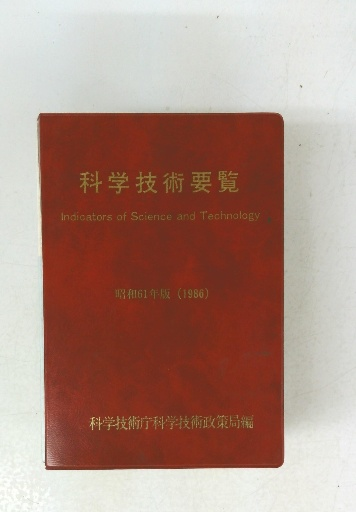 科学技術要覧
Indicators of Science and Technology
昭和61年版 (1986)
科学技術庁科学技術政策局編